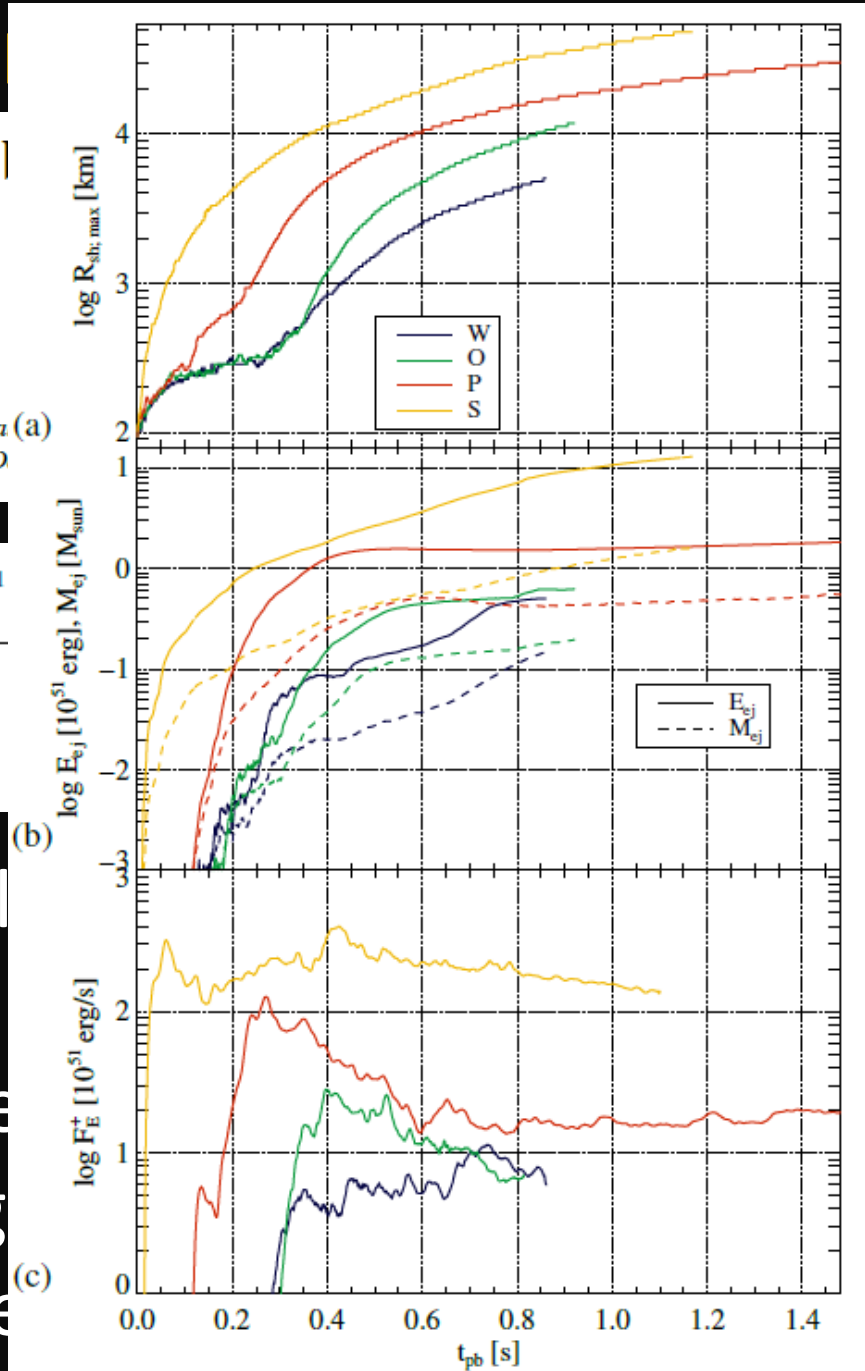 log R_sh; max [km]
4
3
2
W
O
P
S
(a)
log E_ej [10^51 erg], M_ej [M_sun]
1
0
−1
−2
−3
E_ej
M_ej
(b)
log F_E^+ [10^51 erg/s]
3
2
1
0
(c)
0.0 0.2 0.4 0.6 0.8 1.0 1.2 1.4
t_pb [s]